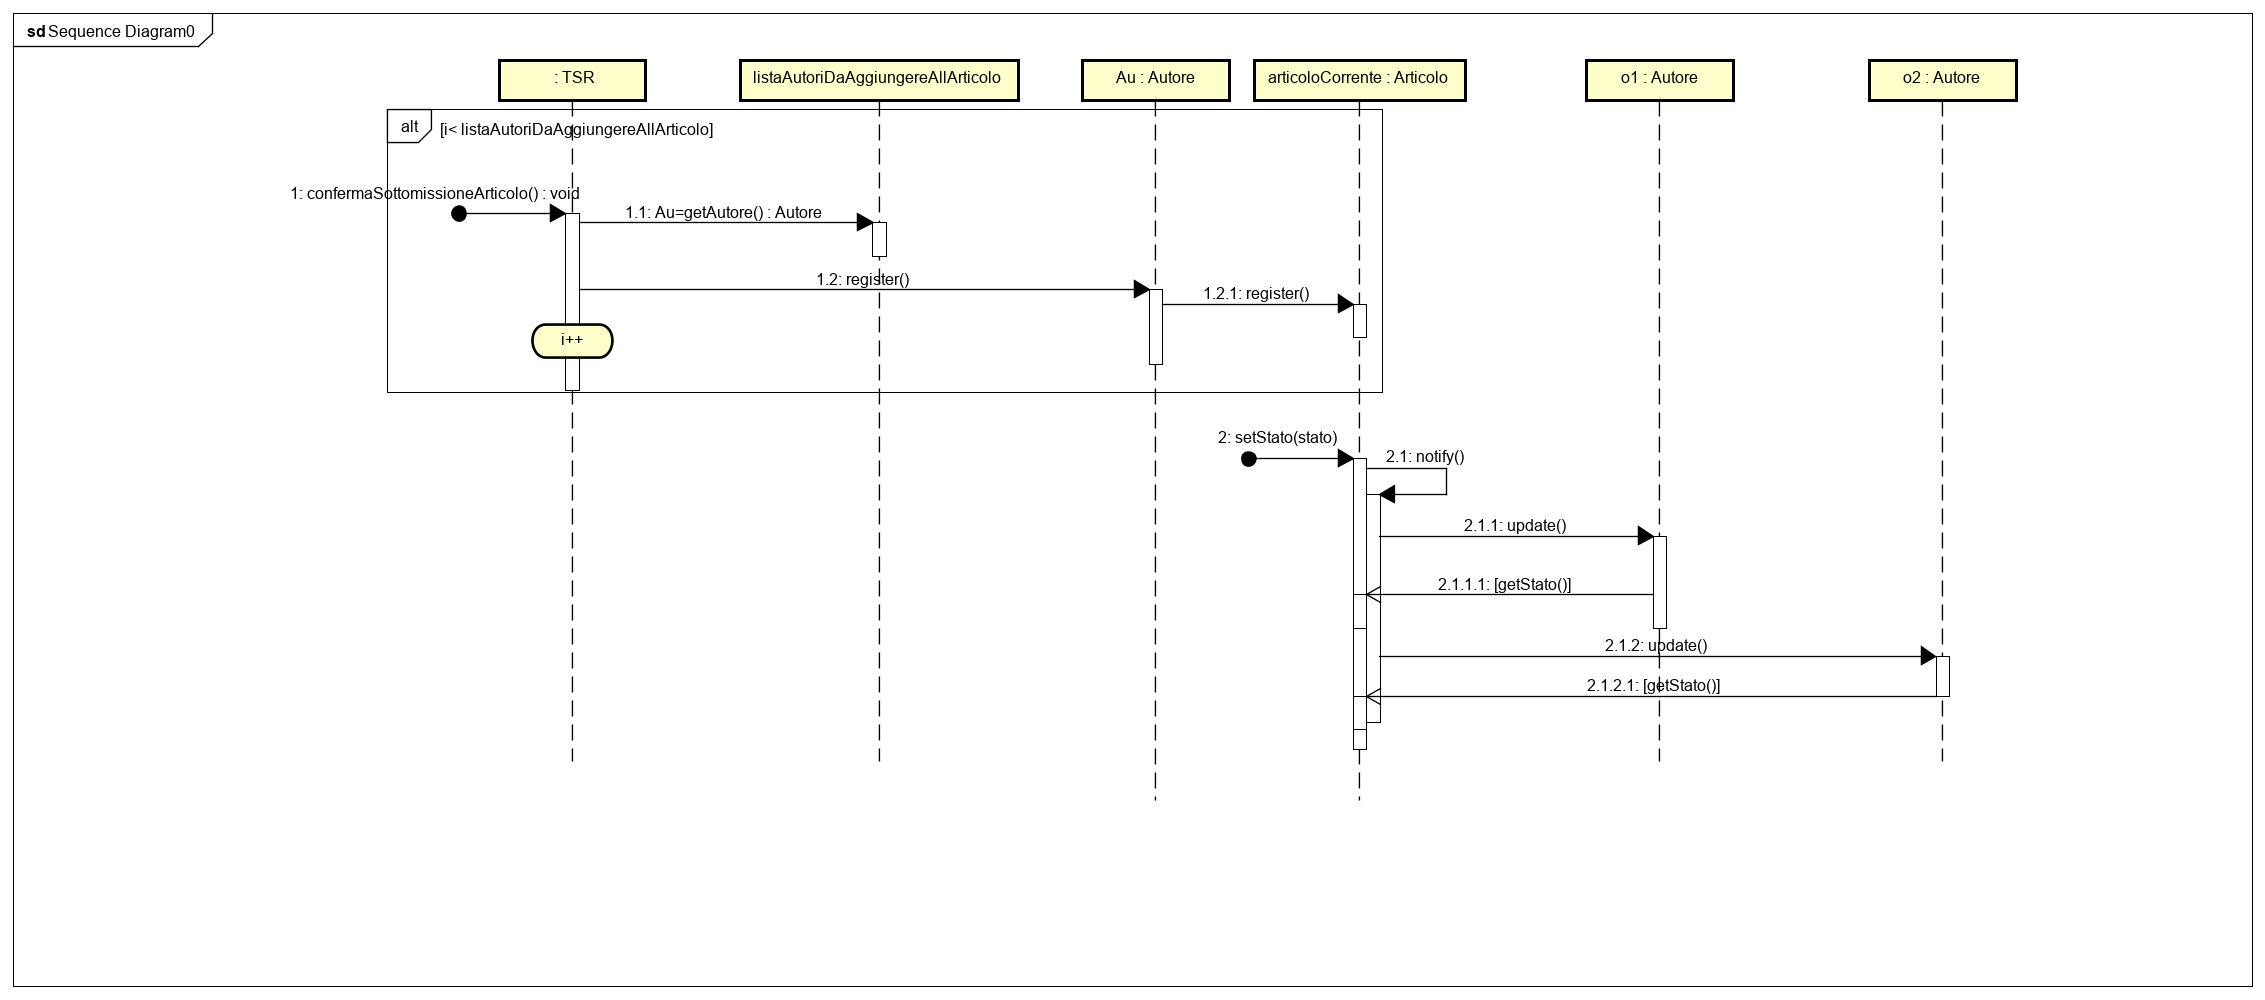 sd Sequence Diagram0
: TSR
listaAutoriDaAggiungereAllArticolo
Au : Autore
articoloCorrente : Articolo
o1 : Autore
o2 : Autore
alt
[i< listaAutoriDaAggiungereAllArticolo]
1: confermaSottomissioneArticolo() : void
1.1: Au=getAutore() : Autore
1.2: register()
1.2.1: register()
i++
2: setStato(stato)
2.1: notify()
2.1.1: update()
2.1.1.1: [getStato()]
2.1.2: update()
2.1.2.1: [getStato()]